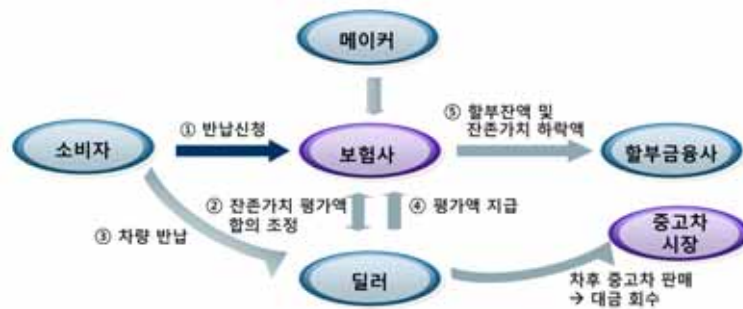 메이커
① 반납신청
⑤ 할부잔액 및
잔존가치 하락액
소비자
보험사
할부금융사
② 잔존가치 평가액
합의 조정
④ 평가액 지급
③ 차량 반납
중고차
시장
딜러
차후 중고차 판매
→ 대금 회수